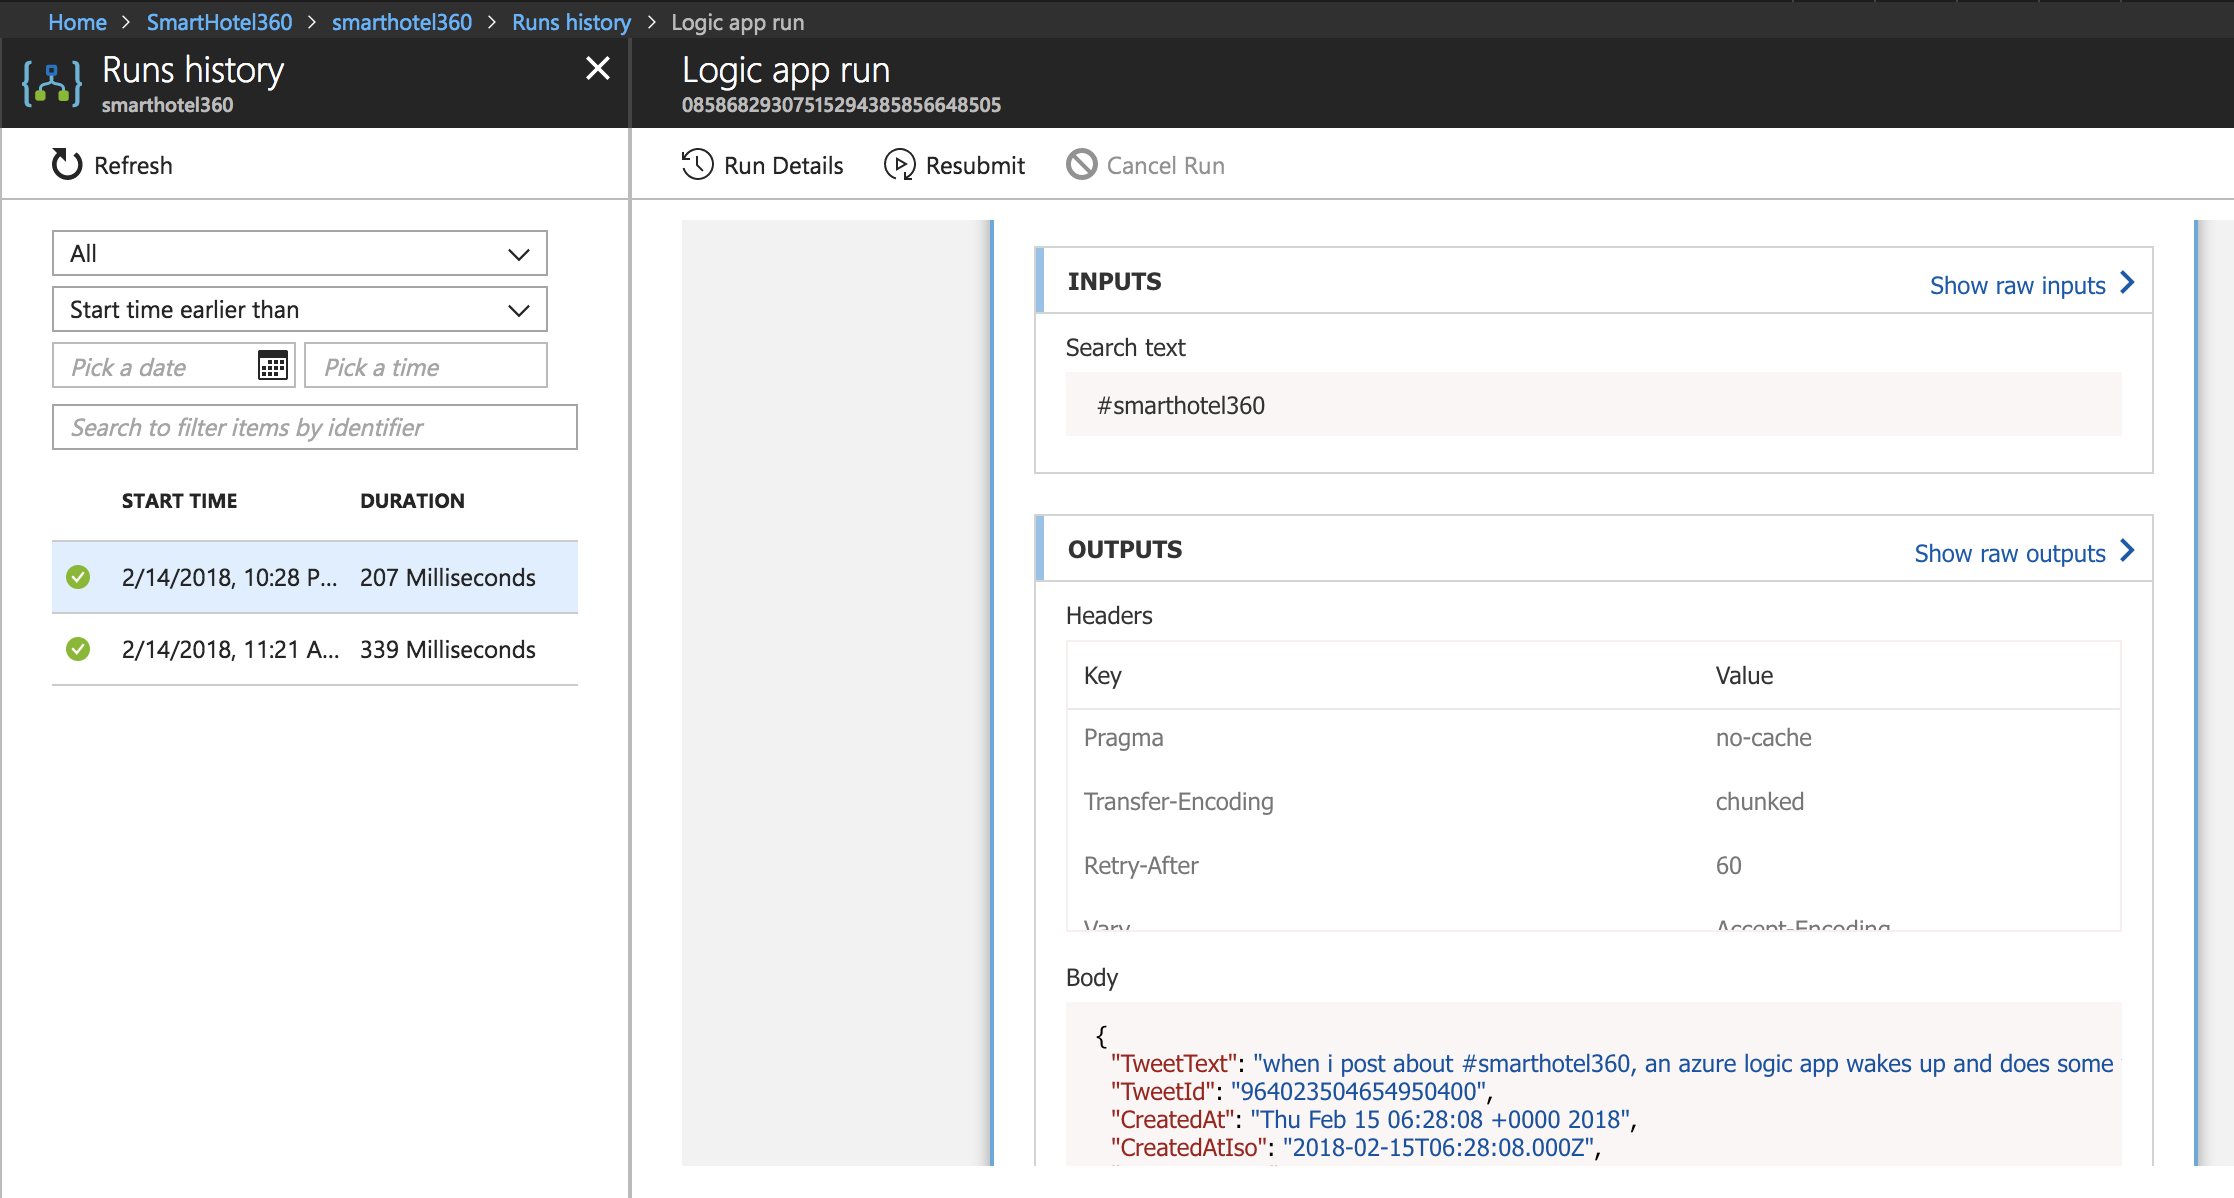 Home > SmartHotel360 > smarthotel360 > Runs history > Logic app run
Runs history
smarthotel360
Logic app run
08586829307515294385856648505
Refresh
Run Details
Resubmit
Cancel Run
All
Start time earlier than
Pick a date
Pick a time
Search to filter items by identifier
START TIME DURATION
2/14/2018, 10:28 P... 207 Milliseconds
2/14/2018, 11:21 A... 339 Milliseconds
INPUTS
Show raw inputs
Search text
#smarthotel360
OUTPUTS
Show raw outputs
Headers
Key Value
Pragma no-cache
Transfer-Encoding chunked
Retry-After 60
Vary Accept-Encoding
Body
{
"TweetText": "when i post about #smarthotel360, an azure logic app wakes up and does some
"TweetId": "964023504654950400",
"CreatedAt": "Thu Feb 15 06:28:08 +0000 2018",
"CreatedAtIso": "2018-02-15T06:28:08.000Z",